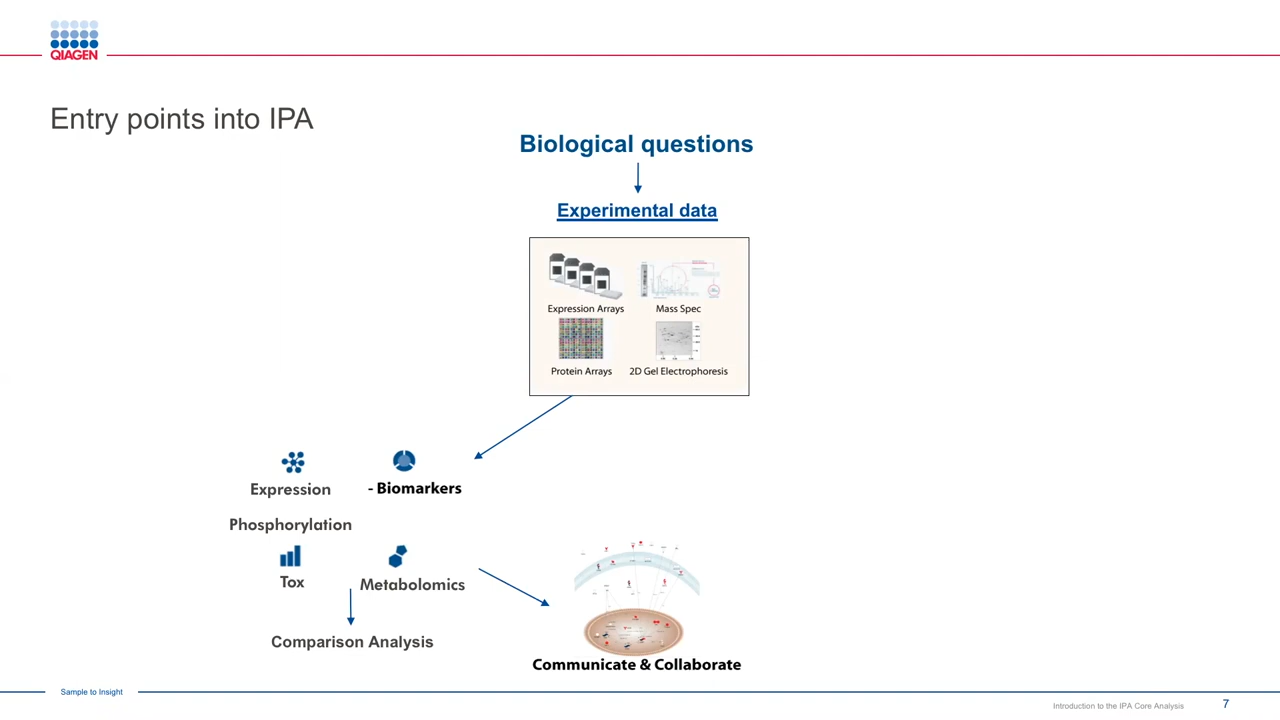 QIAGEN
Entry points into IPA
Biological questions
Experimental data
Expression Arrays
Mass Spec
Protein Arrays
2D Gel Electrophoresis
Expression
- Biomarkers
Phosphorylation
Tox
Metabolomics
Comparison Analysis
Communicate & Collaborate
Sample to Insight
Introduction to the IPA Core Analysis
7